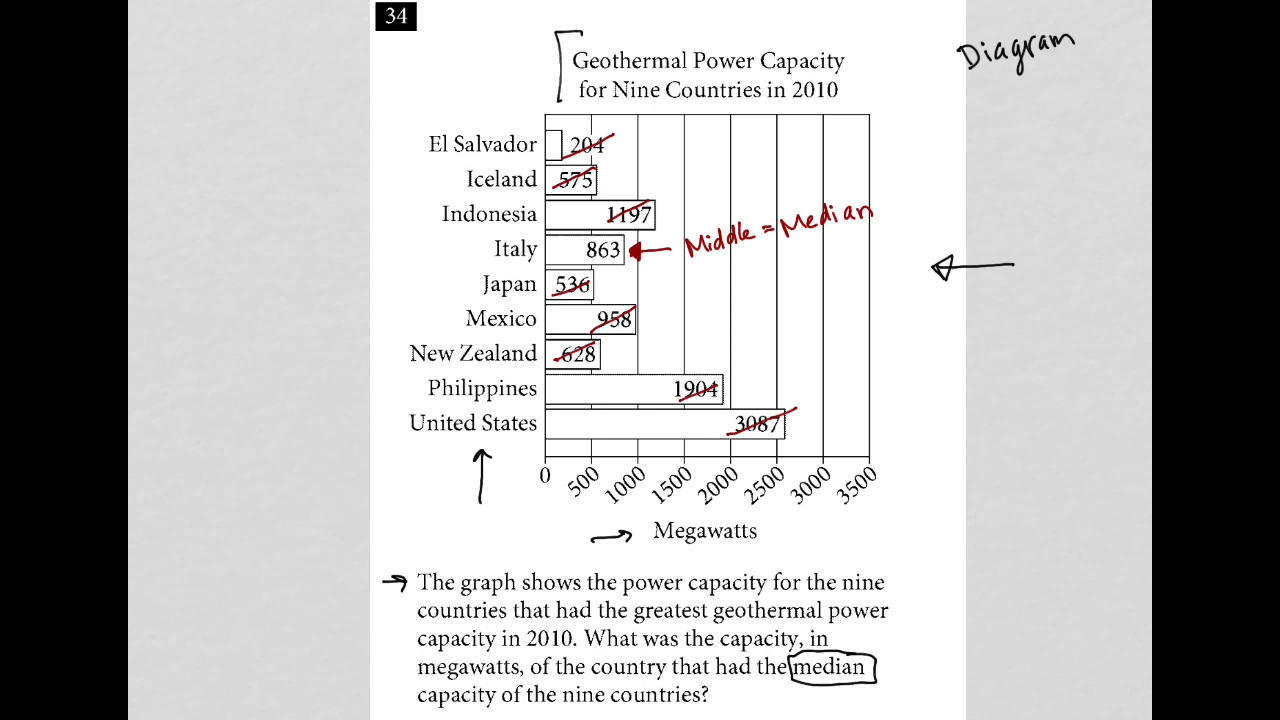 34
Diagram
Geothermal Power Capacity
for Nine Countries in 2010
El Salvador 204
Iceland 575
Indonesia 1197
Italy 863 Middle = Median
Japan 536
Mexico 958
New Zealand 628
Philippines 1904
United States 3087
0 500 1000 1500 2000 2500 3000 3500
Megawatts
The graph shows the power capacity for the nine
countries that had the greatest geothermal power
capacity in 2010. What was the capacity, in
megawatts, of the country that had the median
capacity of the nine countries?